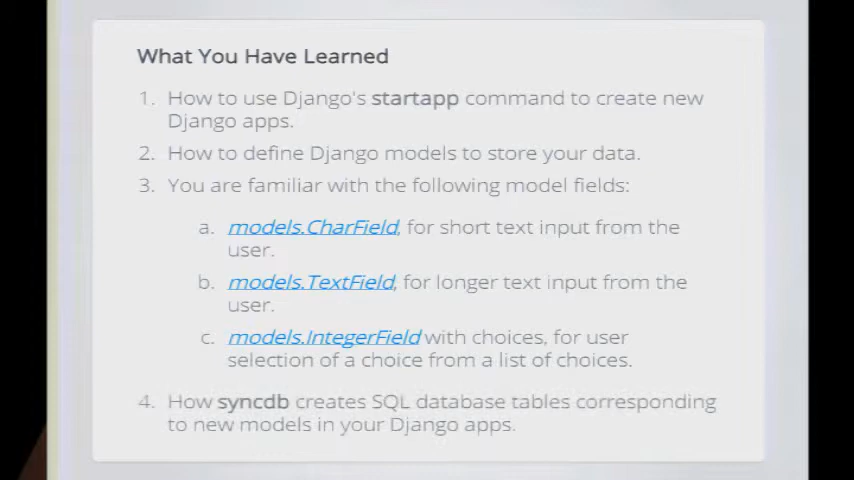 What You Have Learned
1. How to use Django's startapp command to create new
Django apps.
2. How to define Django models to store your data.
3. You are familiar with the following model fields:
a. models.CharField, for short text input from the
user.
b. models.TextField, for longer text input from the
user.
c. models.IntegerField with choices, for user
selection of a choice from a list of choices.
4. How syncdb creates SQL database tables corresponding
to new models in your Django apps.